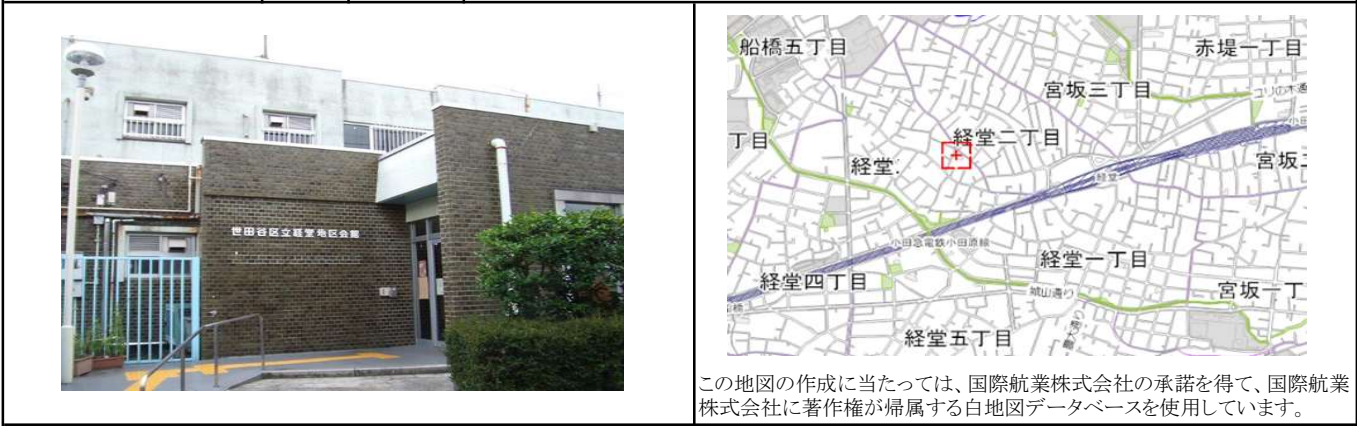 世田谷区立経堂地区会館
船橋五丁目
赤堤一丁目
宮坂三丁目
丁目
経堂二丁目
経堂
宮坂二
経堂
小田急電鉄小田原線
経堂一丁目
経堂四丁目
城山通り
宮坂一丁
経堂五丁目
この地図の作成に当たっては、国際航業株式会社の承諾を得て、国際航業
株式会社に著作権が帰属する白地図データベースを使用しています。